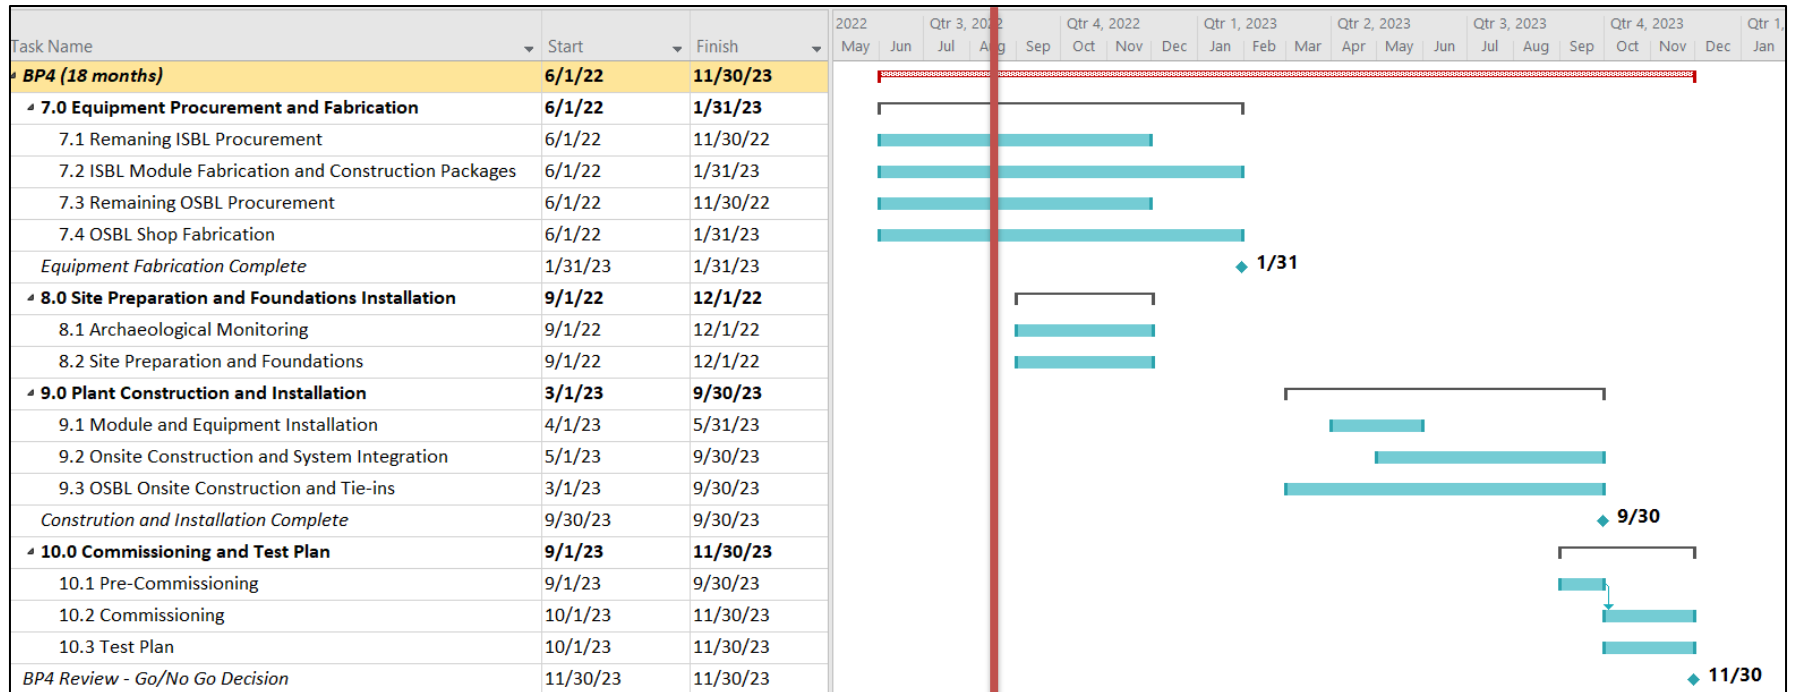 2022 Qtr 3, 2022 Qtr 4, 2022 Qtr 1, 2023 Qtr 2, 2023 Qtr 3, 2023 Qtr 4, 2023 Qtr 1,
Task Name Start Finish May Jun Jul Aug Sep Oct Nov Dec Jan Feb Mar Apr May Jun Jul Aug Sep Oct Nov Dec Jan
BP4 (18 months) 6/1/22 11/30/23
7.0 Equipment Procurement and Fabrication 6/1/22 1/31/23
7.1 Remaning ISBL Procurement 6/1/22 11/30/22
7.2 ISBL Module Fabrication and Construction Packages 6/1/22 1/31/23
7.3 Remaining OSBL Procurement 6/1/22 11/30/22
7.4 OSBL Shop Fabrication 6/1/22 1/31/23
Equipment Fabrication Complete 1/31/23 1/31/23 1/31
8.0 Site Preparation and Foundations Installation 9/1/22 12/1/22
8.1 Archaeological Monitoring 9/1/22 12/1/22
8.2 Site Preparation and Foundations 9/1/22 12/1/22
9.0 Plant Construction and Installation 3/1/23 9/30/23
9.1 Module and Equipment Installation 4/1/23 5/31/23
9.2 Onsite Construction and System Integration 5/1/23 9/30/23
9.3 OSBL Onsite Construction and Tie-ins 3/1/23 9/30/23
Constrution and Installation Complete 9/30/23 9/30/23 9/30
10.0 Commissioning and Test Plan 9/1/23 11/30/23
10.1 Pre-Commissioning 9/1/23 9/30/23
10.2 Commissioning 10/1/23 11/30/23
10.3 Test Plan 10/1/23 11/30/23
BP4 Review - Go/No Go Decision 11/30/23 11/30/23 11/30